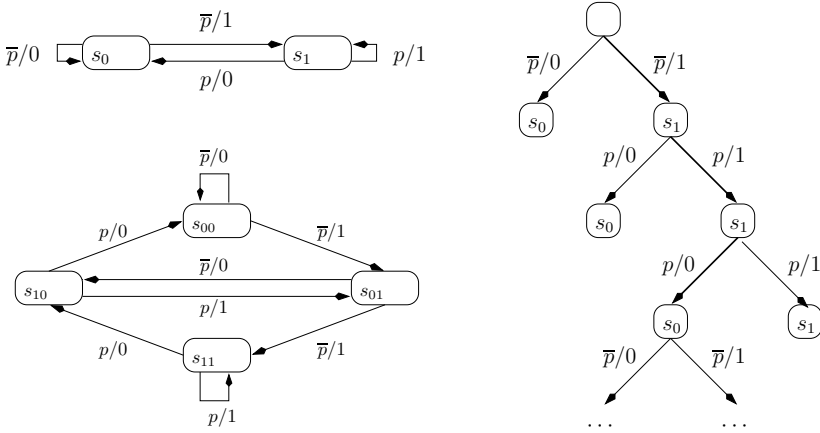 p̅/1
p̅/0 s₀ s₁ p/1
p/0
p̅/0
s₀₀
p/0 p̅/1
p̅/0
s₁₀ s₀₁
p/1
p/0 s₁₁ p̅/1
p/1
p̅/0 p̅/1
s₀ s₁
p/0 p/1
s₀ s₁
p/0 p/1
s₀ s₁
p̅/0 p̅/1
... ...